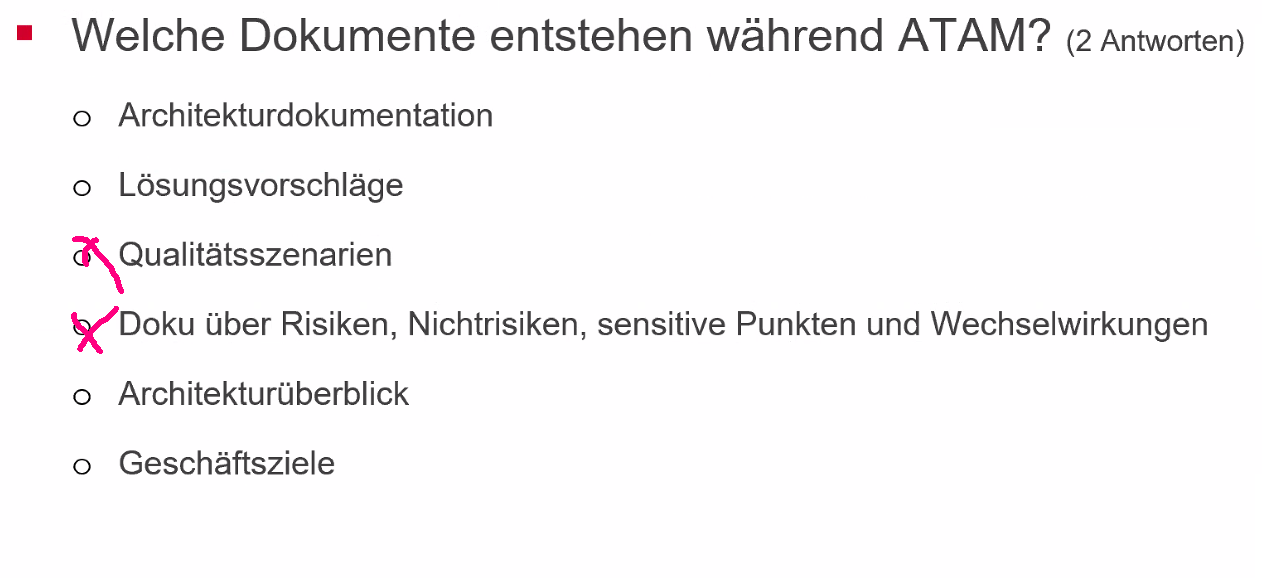 Welche Dokumente entstehen während ATAM? (2 Antworten)
Architekturdokumentation
Lösungsvorschläge
Qualitätsszenarien
Doku über Risiken, Nichtrisiken, sensitive Punkten und Wechselwirkungen
Architekturüberblick
Geschäftsziele